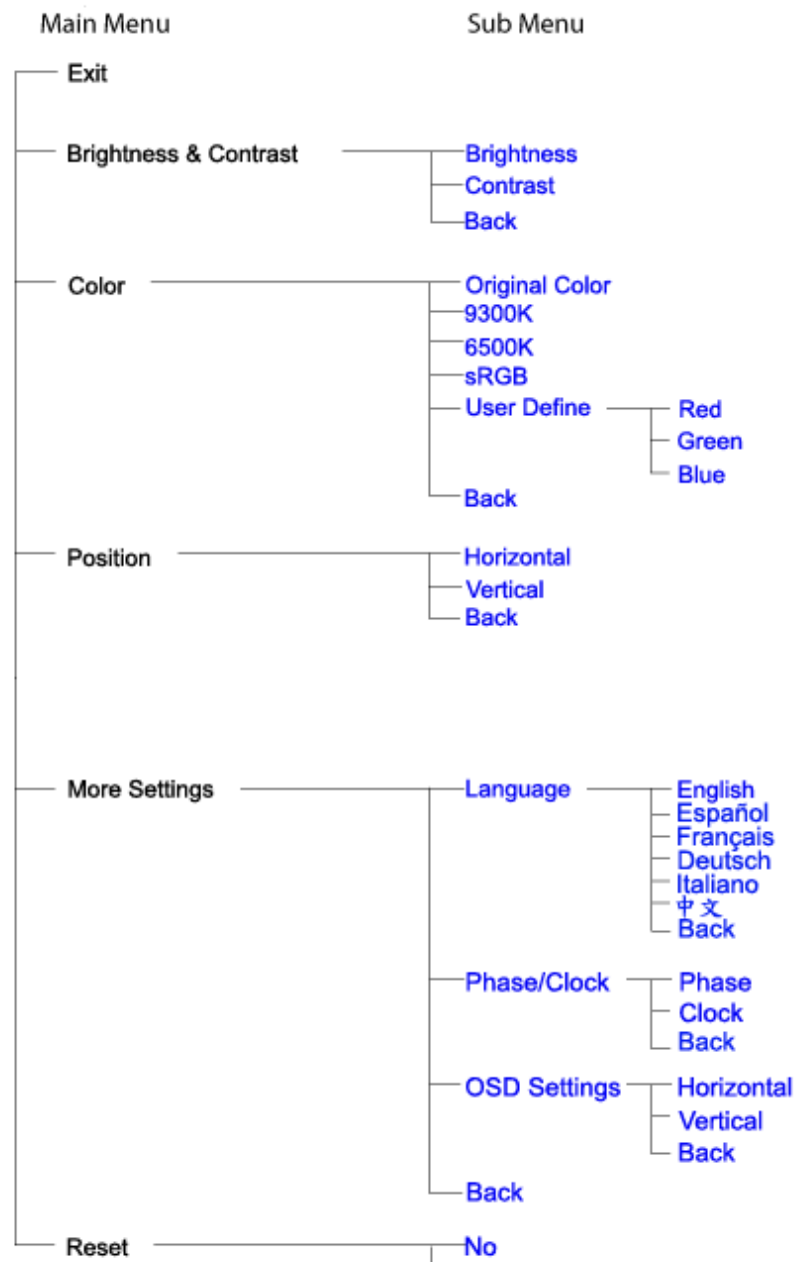 Main Menu Sub Menu
Exit
Brightness & Contrast Brightness
Contrast
Back
Color Original Color
9300K
6500K
sRGB
User Define Red
Green
Blue
Back
Position Horizontal
Vertical
Back
More Settings Language English
Español
Français
Deutsch
Italiano
中文
Back
Phase/Clock Phase
Clock
Back
OSD Settings Horizontal
Vertical
Back
Back
Reset No